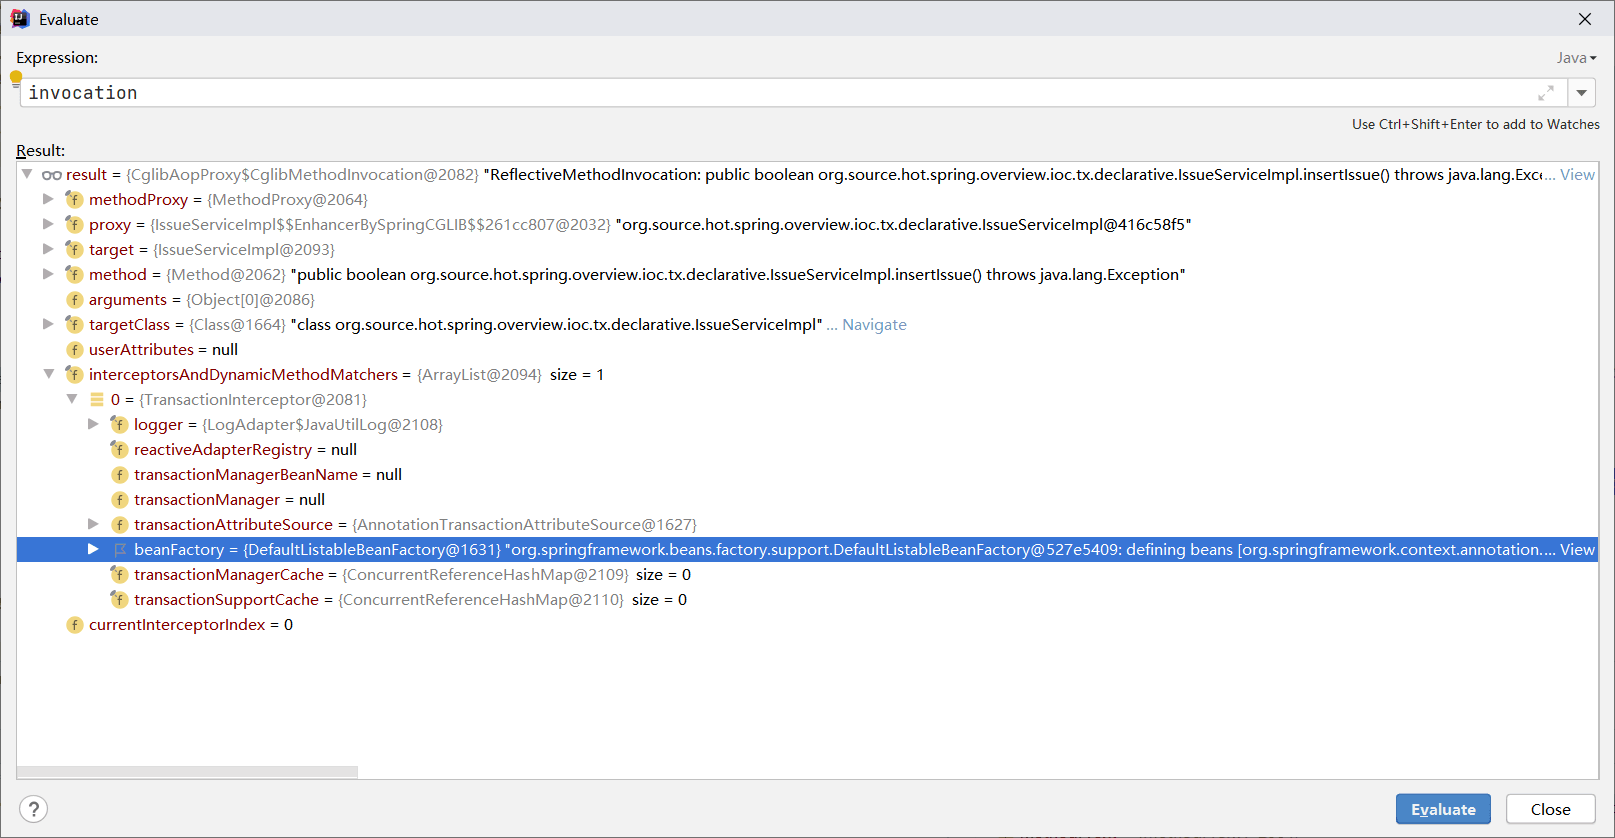 Evaluate
Expression:
Java
invocation
Use Ctrl+Shift+Enter to add to Watches
Result:
result = {CglibAopProxy$CglibMethodInvocation@2082} "ReflectiveMethodInvocation: public boolean org.source.hot.spring.overview.ioc.tx.declarative.IssueServiceImpl.insertIssue() throws java.lang.Exc... View
methodProxy = {MethodProxy@2064}
proxy = {IssueServiceImpl$$EnhancerBySpringCGLIB$$261cc807@2032} "org.source.hot.spring.overview.ioc.tx.declarative.IssueServiceImpl@416c58f5"
target = {IssueServiceImpl@2093}
method = {Method@2062} "public boolean org.source.hot.spring.overview.ioc.tx.declarative.IssueServiceImpl.insertIssue() throws java.lang.Exception"
arguments = {Object[0]@2086}
targetClass = {Class@1664} "class org.source.hot.spring.overview.ioc.tx.declarative.IssueServiceImpl" ... Navigate
userAttributes = null
interceptorsAndDynamicMethodMatchers = {ArrayList@2094} size = 1
0 = {TransactionInterceptor@2081}
logger = {LogAdapter$JavaUtilLog@2108}
reactiveAdapterRegistry = null
transactionManagerBeanName = null
transactionManager = null
transactionAttributeSource = {AnnotationTransactionAttributeSource@1627}
beanFactory = {DefaultListableBeanFactory@1631} "org.springframework.beans.factory.support.DefaultListableBeanFactory@527e5409: defining beans [org.springframework.context.annotation.... View
transactionManagerCache = {ConcurrentReferenceHashMap@2109} size = 0
transactionSupportCache = {ConcurrentReferenceHashMap@2110} size = 0
currentInterceptorIndex = 0
? Evaluate Close